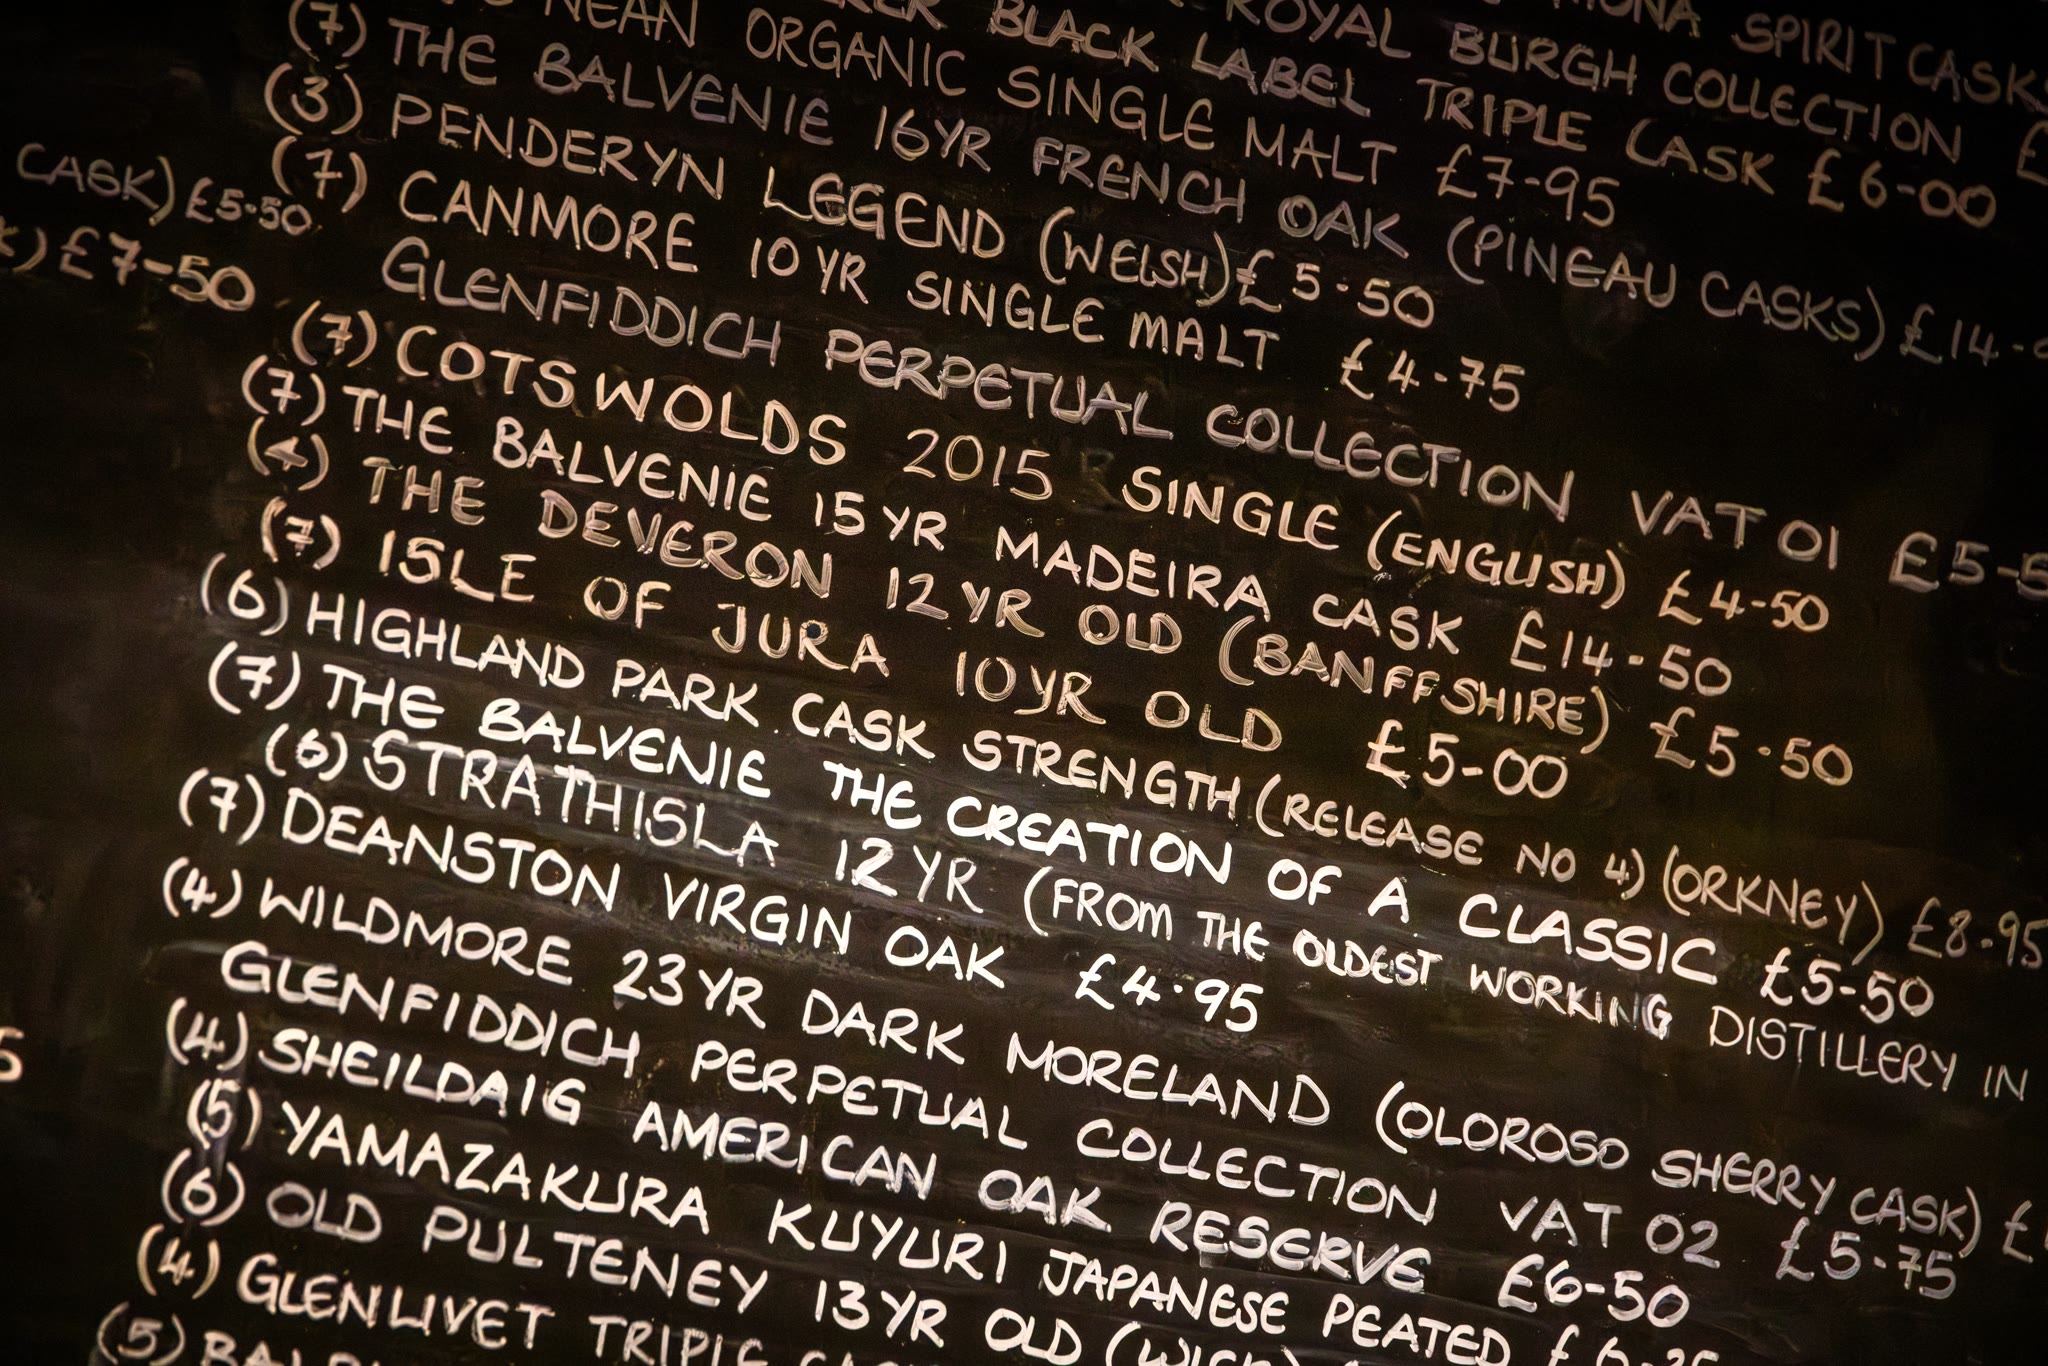 SPIRIT CASKS
ROYAL BURGH COLLECTION £
BLACK LABEL TRIPLE CASK £6-00
NEAN ORGANIC SINGLE MALT £7-95
(7) THE BALVENIE 16YR FRENCH OAK (PINEAU CASKS) £14-
(3) PENDERYN LEGEND (WELSH) £5·50
CASK) £5·50
(7) CANMORE 10YR SINGLE MALT £4-75
) £7-50
GLENFIDDICH PERPETUAL COLLECTION VAT 01 £5-5
(7) COTSWOLDS 2015 SINGLE (ENGLISH) £4-50
(7) THE BALVENIE 15YR MADEIRA CASK £14-50
(4) THE DEVERON 12YR OLD (BANFFSHIRE) £5·50
(7) ISLE OF JURA 10YR OLD £5-00
(6) HIGHLAND PARK CASK STRENGTH (RELEASE NO 4) (ORKNEY) £8-95
(7) THE BALVENIE THE CREATION OF A CLASSIC £5-50
(6) STRATHISLA 12YR (FROM THE OLDEST WORKING DISTILLERY IN
(7) DEANSTON VIRGIN OAK £4·95
(4) WILDMORE 23YR DARK MORELAND (OLOROSO SHERRY CASK) £
GLENFIDDICH PERPETUAL COLLECTION VAT 02 £5·75
(4) SHEILDAIG AMERICAN OAK RESERVE £6-50
(5) YAMAZAKURA KUYURI JAPANESE PEATED £
(6) OLD PULTENEY 13YR OLD (WICK)
(4) GLENLIVET TRIPLE
(5)